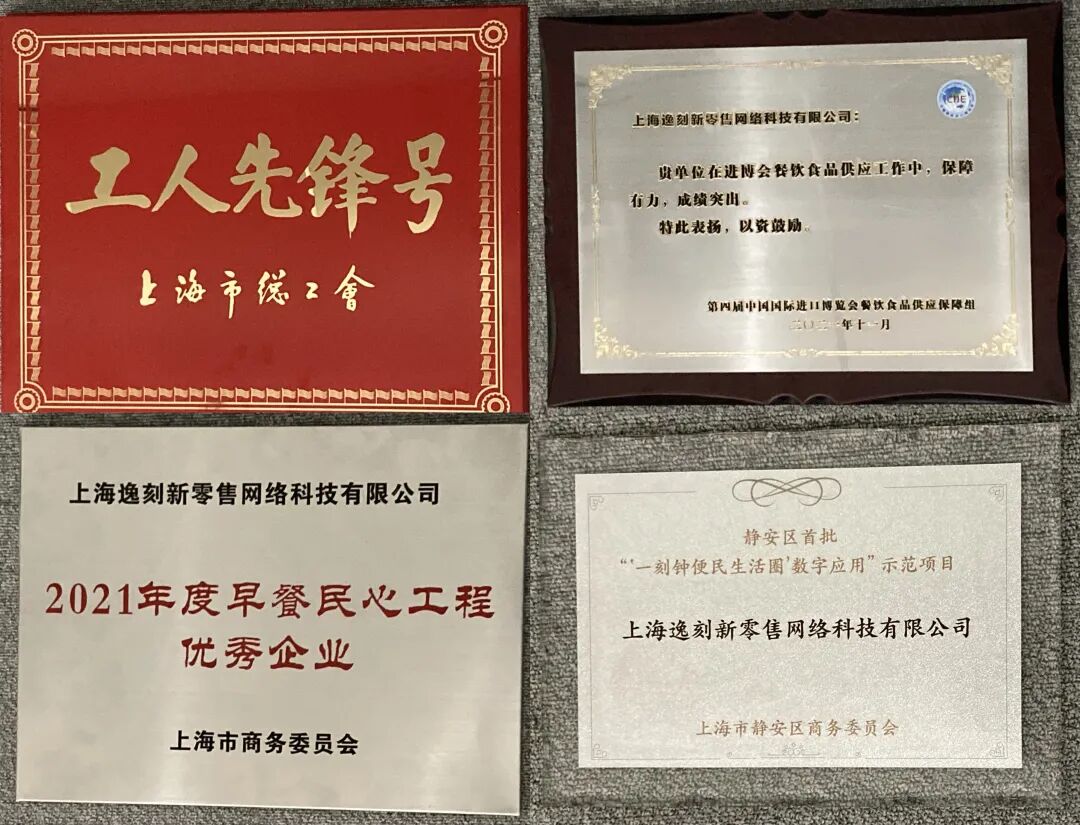 工人先锋号
上海市總工會
上海逸刻新零售网络科技有限公司：
CIIE
贵单位在进博会餐饮食品供应工作中，保障
有力，成绩突出。
特此表扬，以资鼓励。
第四届中国国际进口博览会餐饮食品供应保障组
二〇二一年十一月
上海逸刻新零售网络科技有限公司
2021年度早餐民心工程
优秀企业
上海市商务委员会
静安区首批
“‘一刻钟便民生活圈’数字应用”示范项目
上海逸刻新零售网络科技有限公司
上海市静安区商务委员会